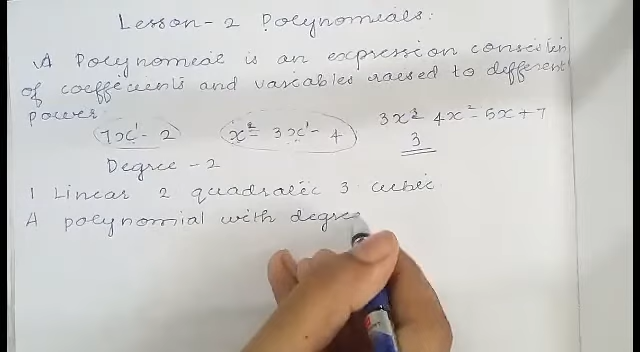 Lesson - 2 Polynomials:
A Polynomial is an expression consistin
of coefficients and variables raised to different
power.
7x¹ - 2 x² - 3x¹ - 4 3x³ - 4x² - 5x + 7
3
Degree - 2
1 Linear 2 quadratic 3 cubic
A polynomial with degre